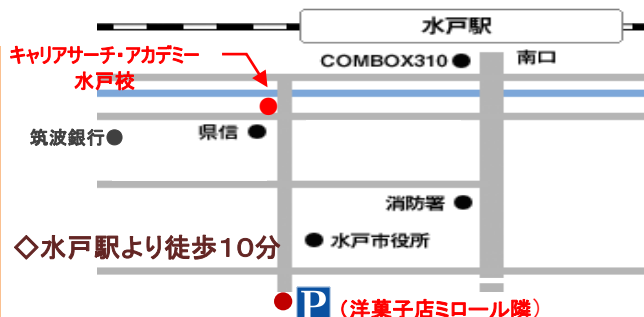 水戸駅
キャリアサーチ・アカデミー
水戸校
COMBOX310
南口
筑波銀行
県信
消防署
水戸市役所
◇水戸駅より徒歩10分
P (洋菓子店ミロール隣)